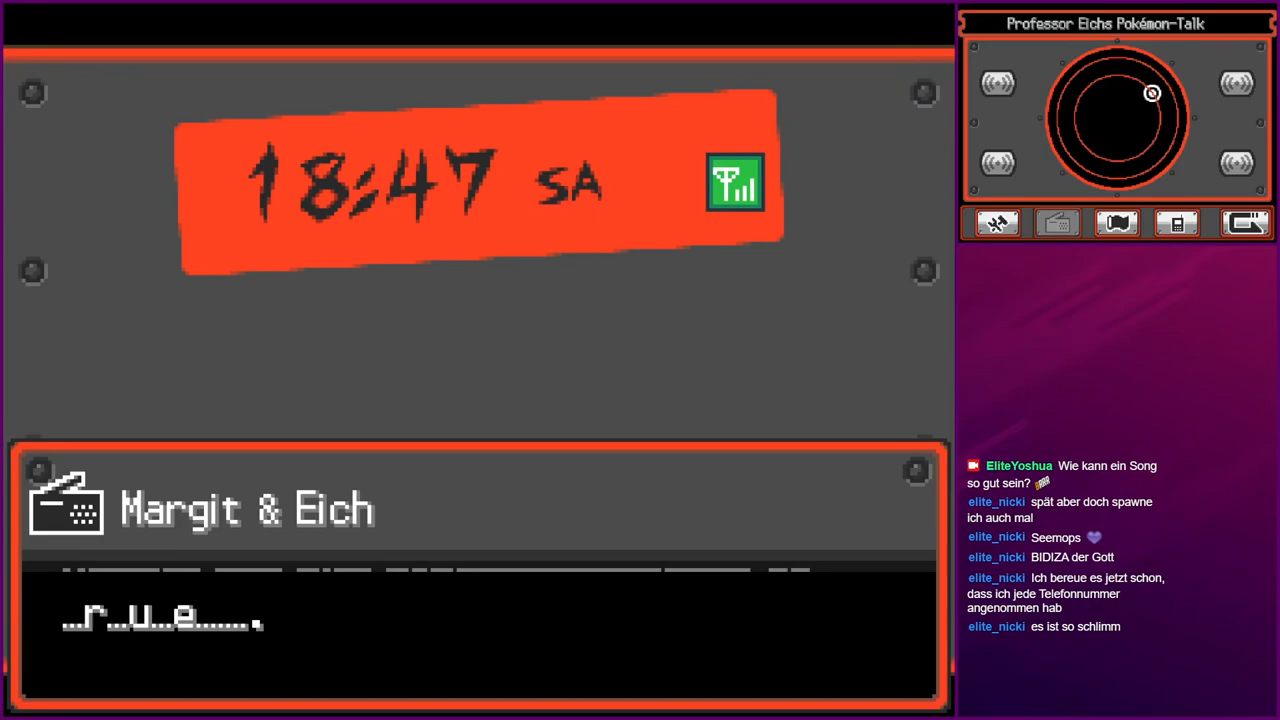 Professor Eichs Pokémon-Talk
18:47 SA
Margit & Eich
…r…u…e…….
EliteYoshua Wie kann ein Song
so gut sein?
elite_nicki spät aber doch spawne
ich auch mal
elite_nicki Seemops 💜
elite_nicki BIDIZA der Gott
elite_nicki Ich bereue es jetzt schon,
dass ich jede Telefonnummer
angenommen hab
elite_nicki es ist so schlimm